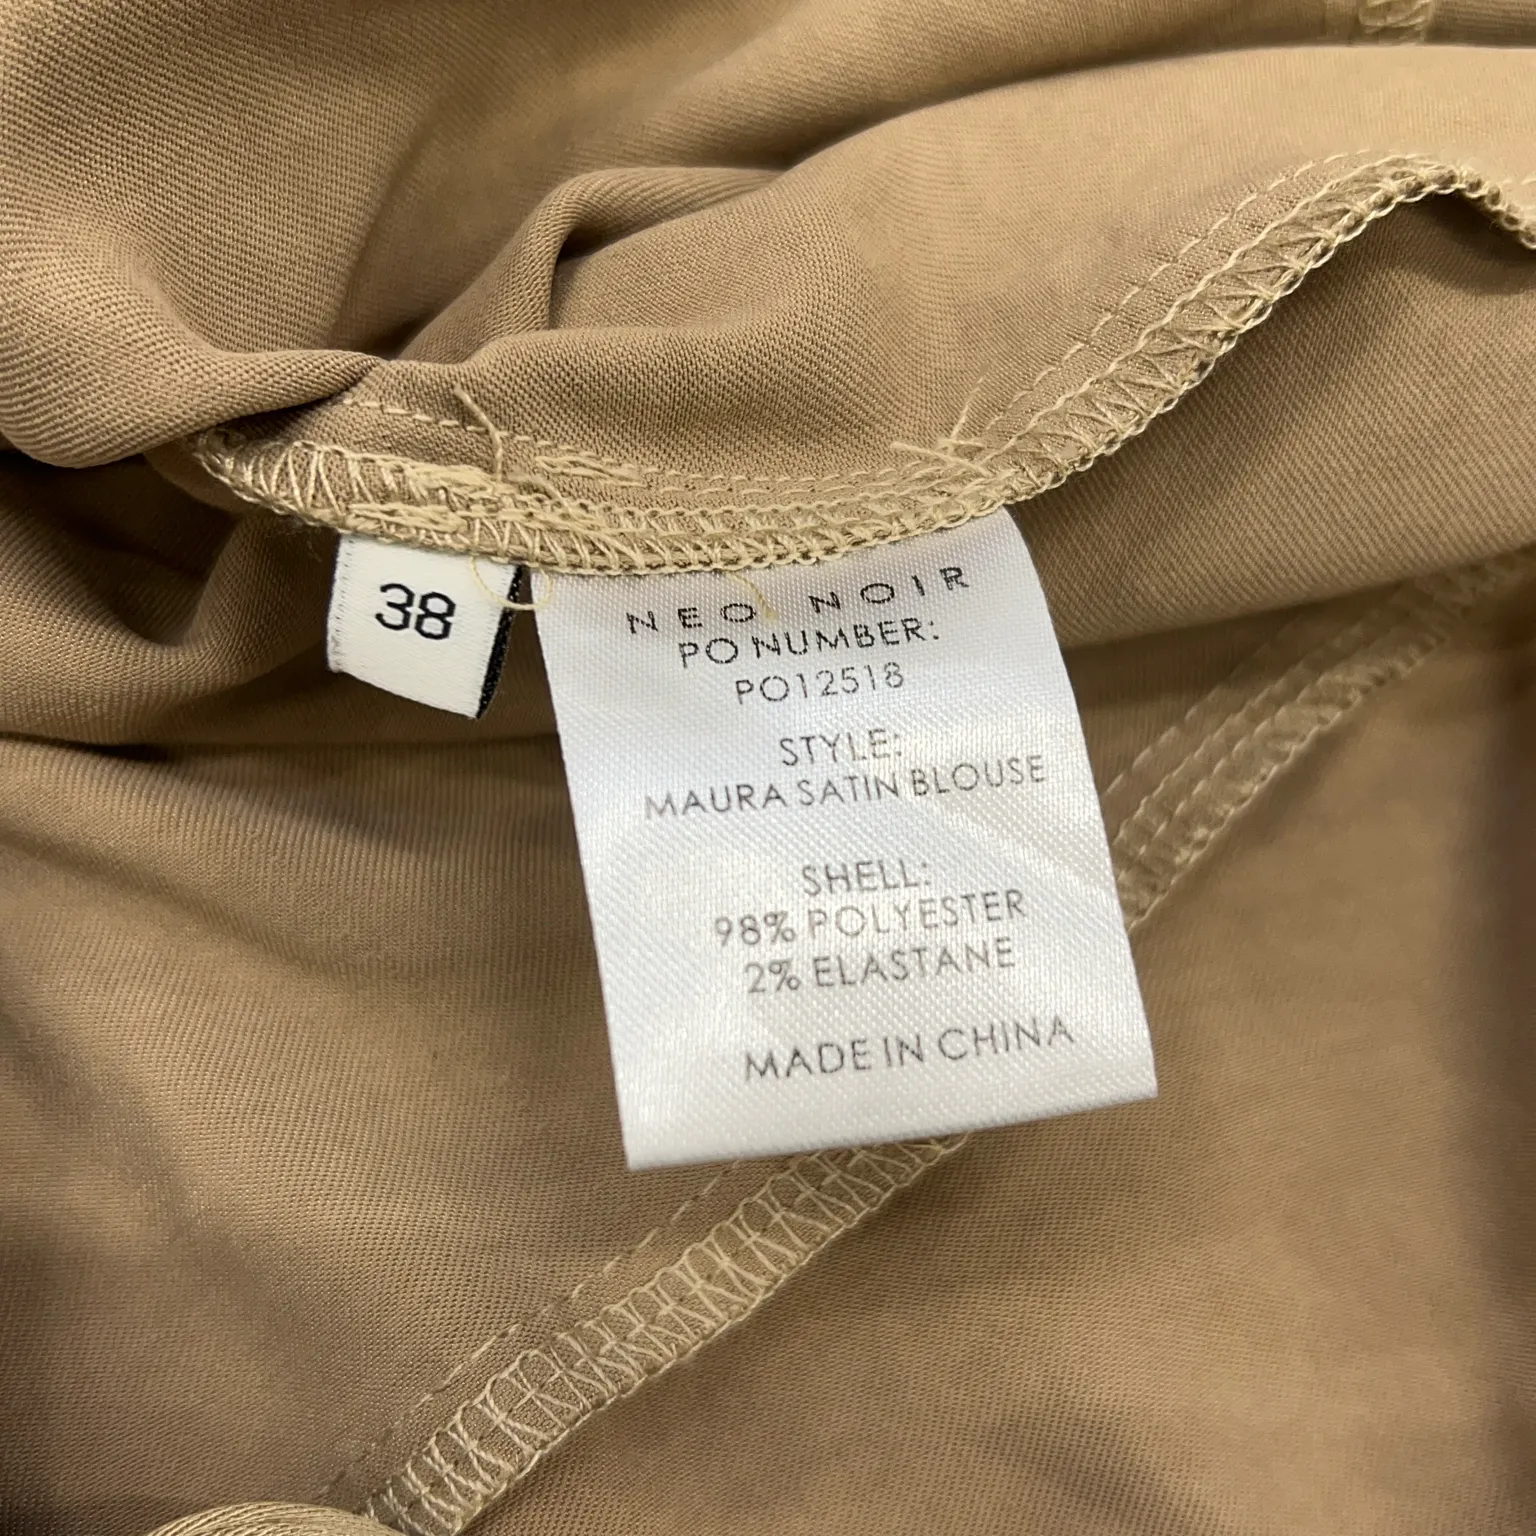 38
NEO NOIR
PO NUMBER:
PO12518
STYLE:
MAURA SATIN BLOUSE
SHELL:
98% POLYESTER
2% ELASTANE
MADE IN CHINA